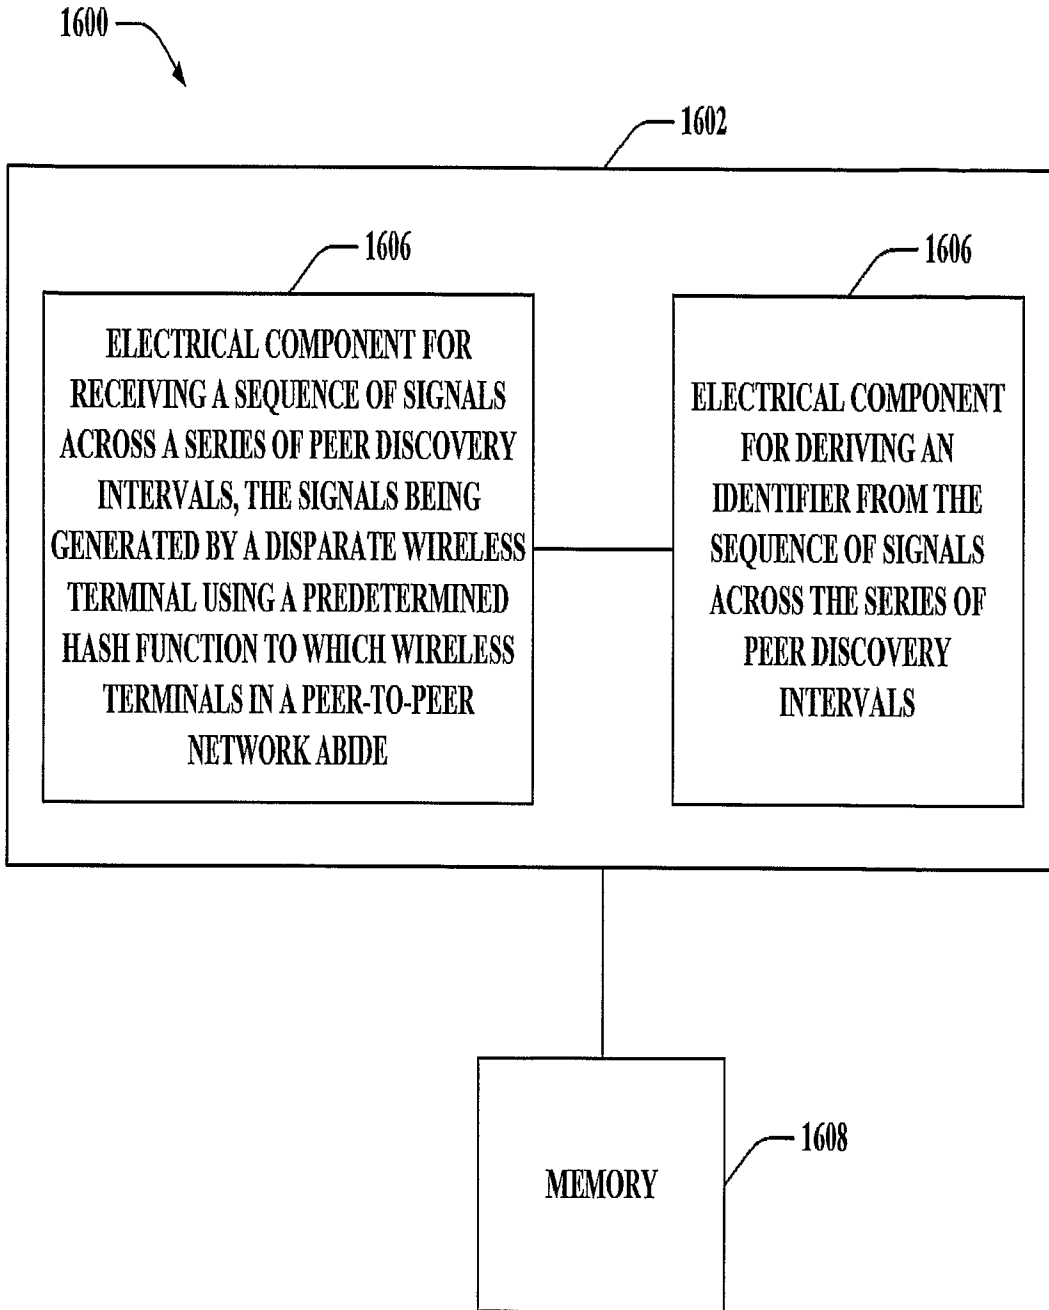 1600
1602
1606
1606
ELECTRICAL COMPONENT FOR
RECEIVING A SEQUENCE OF SIGNALS
ACROSS A SERIES OF PEER DISCOVERY
INTERVALS, THE SIGNALS BEING
GENERATED BY A DISPARATE WIRELESS
TERMINAL USING A PREDETERMINED
HASH FUNCTION TO WHICH WIRELESS
TERMINALS IN A PEER-TO-PEER
NETWORK ABIDE
ELECTRICAL COMPONENT
FOR DERIVING AN
IDENTIFIER FROM THE
SEQUENCE OF SIGNALS
ACROSS THE SERIES OF
PEER DISCOVERY
INTERVALS
1608
MEMORY